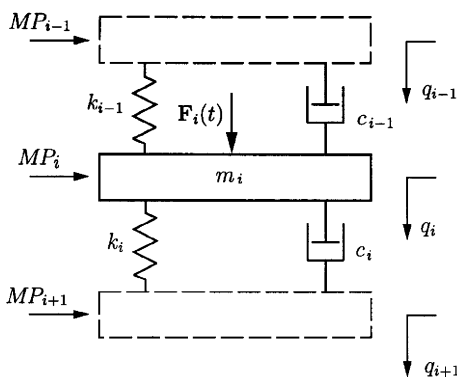 MP_{i-1}
k_{i-1}
F_i(t)
c_{i-1}
q_{i-1}
MP_i
m_i
q_i
k_i
c_i
MP_{i+1}
q_{i+1}